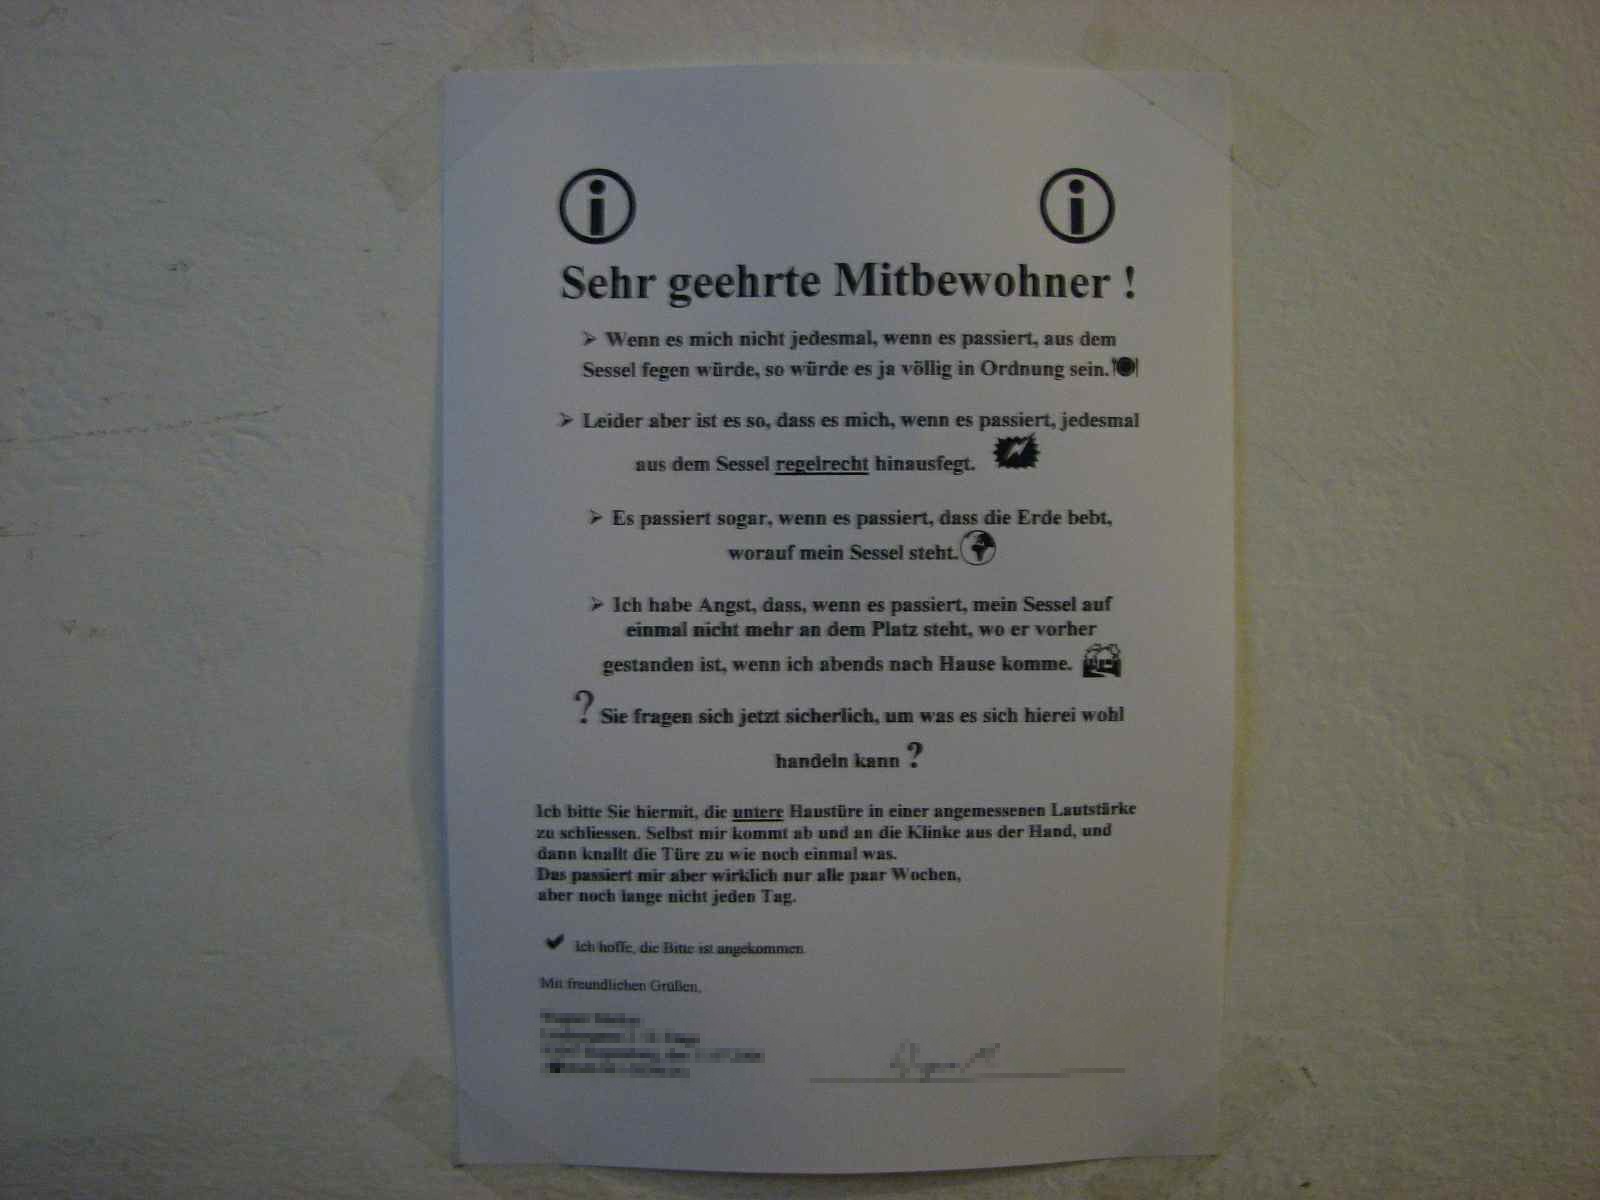 Sehr geehrte Mitbewohner !
➢ Wenn es mich nicht jedesmal, wenn es passiert, aus dem
Sessel fegen würde, so würde es ja völlig in Ordnung sein.
➢ Leider aber ist es so, dass es mich, wenn es passiert, jedesmal
aus dem Sessel regelrecht hinausfegt.
➢ Es passiert sogar, wenn es passiert, dass die Erde bebt,
worauf mein Sessel steht.
➢ Ich habe Angst, dass, wenn es passiert, mein Sessel auf
einmal nicht mehr an dem Platz steht, wo er vorher
gestanden ist, wenn ich abends nach Hause komme.
? Sie fragen sich jetzt sicherlich, um was es sich hierei wohl
handeln kann ?
Ich bitte Sie hiermit, die untere Haustüre in einer angemessenen Lautstärke
zu schliessen. Selbst mir kommt ab und an die Klinke aus der Hand, und
dann knallt die Türe zu wie noch einmal was.
Das passiert mir aber wirklich nur alle paar Wochen,
aber noch lange nicht jeden Tag.
✔ Ich hoffe, die Bitte ist angekommen
Mit freundlichen Grüßen,